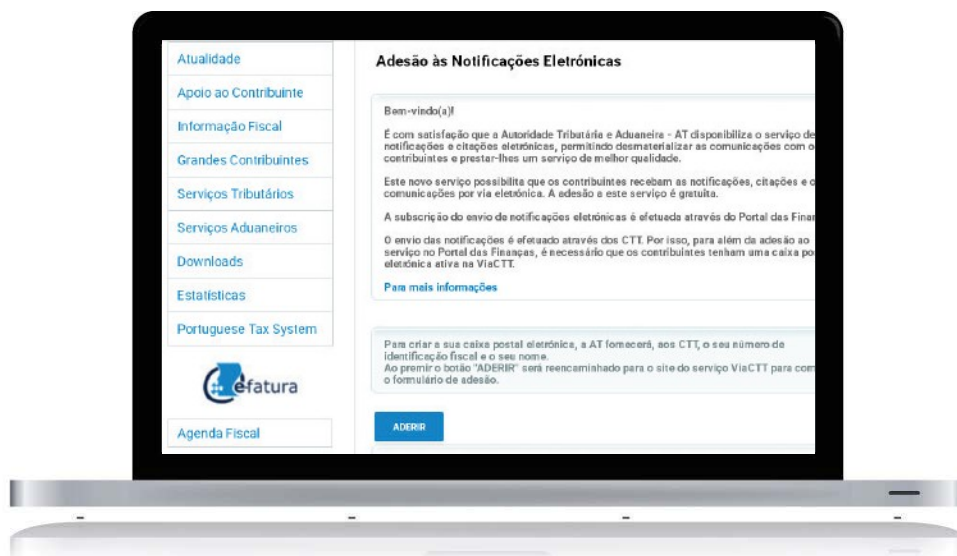 Atualidade
Apoio ao Contribuinte
Informação Fiscal
Grandes Contribuintes
Serviços Tributários
Serviços Aduaneiros
Downloads
Estatísticas
Portuguese Tax System
efatura
Agenda Fiscal
Adesão às Notificações Eletrónicas
Bem-vindo(a)!
É com satisfação que a Autoridade Tributária e Aduaneira - AT disponibiliza o serviço de
notificações e citações eletrónicas, permitindo desmaterializar as comunicações com o
contribuintes e prestar-lhes um serviço de melhor qualidade.
Este novo serviço possibilita que os contribuintes recebam as notificações, citações e o
comunicações por via eletrónica. A adesão a este serviço é gratuita.
A subscrição do envio de notificações eletrónicas é efetuada através do Portal das Finan
O envio das notificações é efetuado através dos CTT. Por isso, para além da adesão ao
serviço no Portal das Finanças, é necessário que os contribuintes tenham uma caixa po
eletrónica ativa na ViaCTT.
Para mais informações
Para criar a sua caixa postal eletrónica, a AT fornecerá, aos CTT, o seu número de
identificação fiscal e o seu nome.
Ao premir o botão "ADERIR" será reencaminhado para o site do serviço ViaCTT para com
o formulário de adesão.
ADERIR